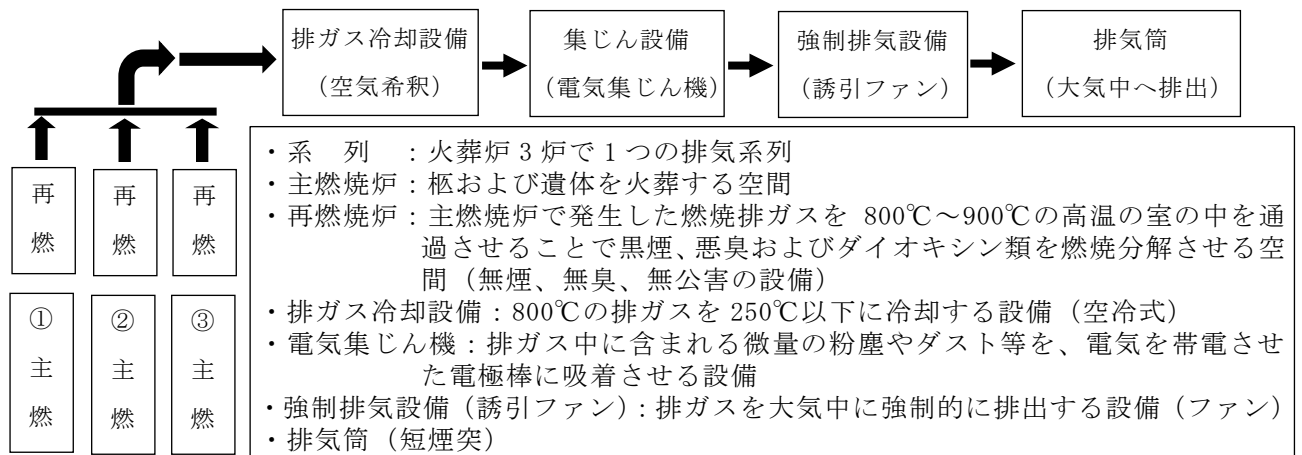 排ガス冷却設備
(空気希釈)
集じん設備
(電気集じん機)
強制排気設備
(誘引ファン)
排気筒
(大気中へ排出)
再
燃
再
燃
再
燃
①
主
燃
②
主
燃
③
主
燃
・系　列　：火葬炉3炉で1つの排気系列
・主燃焼炉：柩および遺体を火葬する空間
・再燃焼炉：主燃焼炉で発生した燃焼排ガスを 800℃～900℃の高温の室の中を通
過させることで黒煙、悪臭およびダイオキシン類を燃焼分解させる空
間（無煙、無臭、無公害の設備）
・排ガス冷却設備：800℃の排ガスを250℃以下に冷却する設備（空冷式）
・電気集じん機：排ガス中に含まれる微量の粉塵やダスト等を、電気を帯電させ
た電極棒に吸着させる設備
・強制排気設備（誘引ファン）：排ガスを大気中に強制的に排出する設備（ファン）
・排気筒（短煙突）